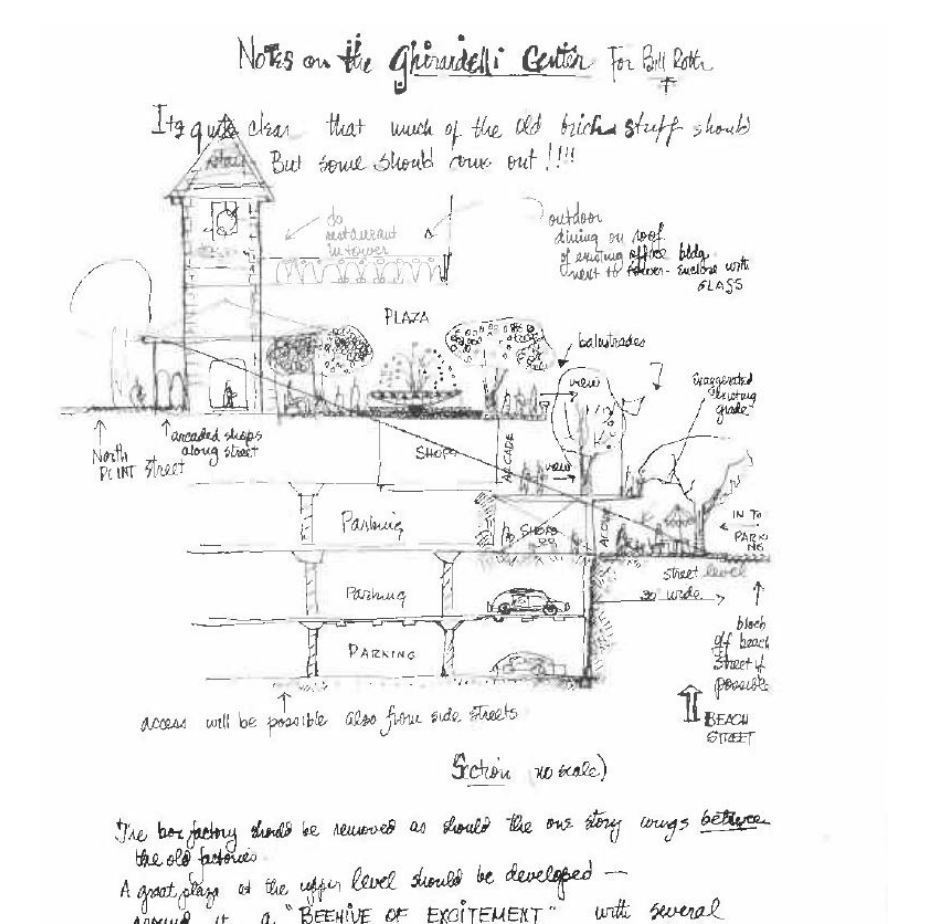 Notes on the Ghirardelli Center For Bill Roth
Its quite clear that much of the old brick stuff should
But some should come out !!!!
do
restaurant
in tower
outdoor
dining on roof
of existing office bldg.
next to tower - Enclose with
GLASS
PLAZA
balustrades
view
Exaggerated
Existing
grade
North
POINT Street
arcaded shops
along street
SHOPS
ARCADE
view
Parking
SHOPS
IN TO
PARKING
street level
30' wide
Parking
block
off beach
Street if
possible
PARKING
access will be possible also from side streets
BEACH
STREET
Section (no scale)
The box factory should be removed as should the one story wings between
the old factories.
A great plaza at the upper level should be developed —
around it a "BEEHIVE OF EXCITEMENT" with several